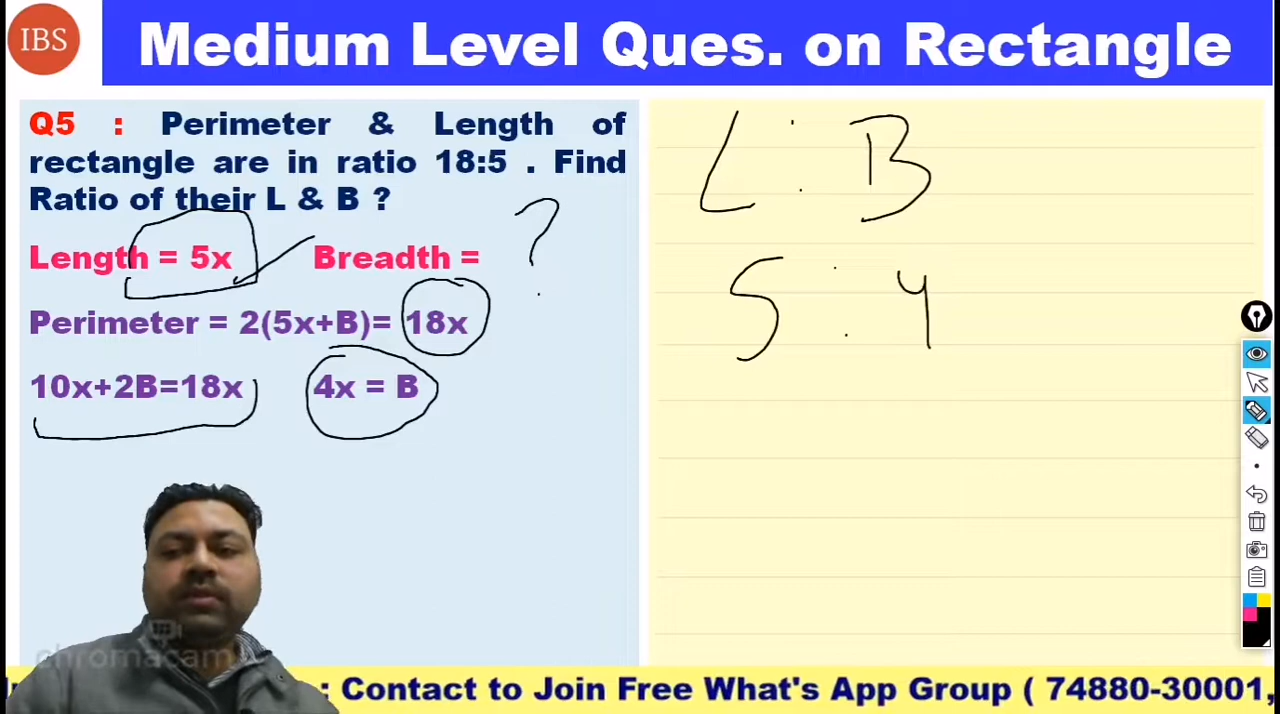 IBS
Medium Level Ques. on Rectangle
Q5 : Perimeter & Length of
rectangle are in ratio 18:5 . Find
Ratio of their L & B ?
Length = 5x Breadth = ?
Perimeter = 2(5x+B)= 18x
10x+2B=18x 4x = B
L : B
5 : 4
chromacam
: Contact to Join Free What's App Group ( 74880-30001,